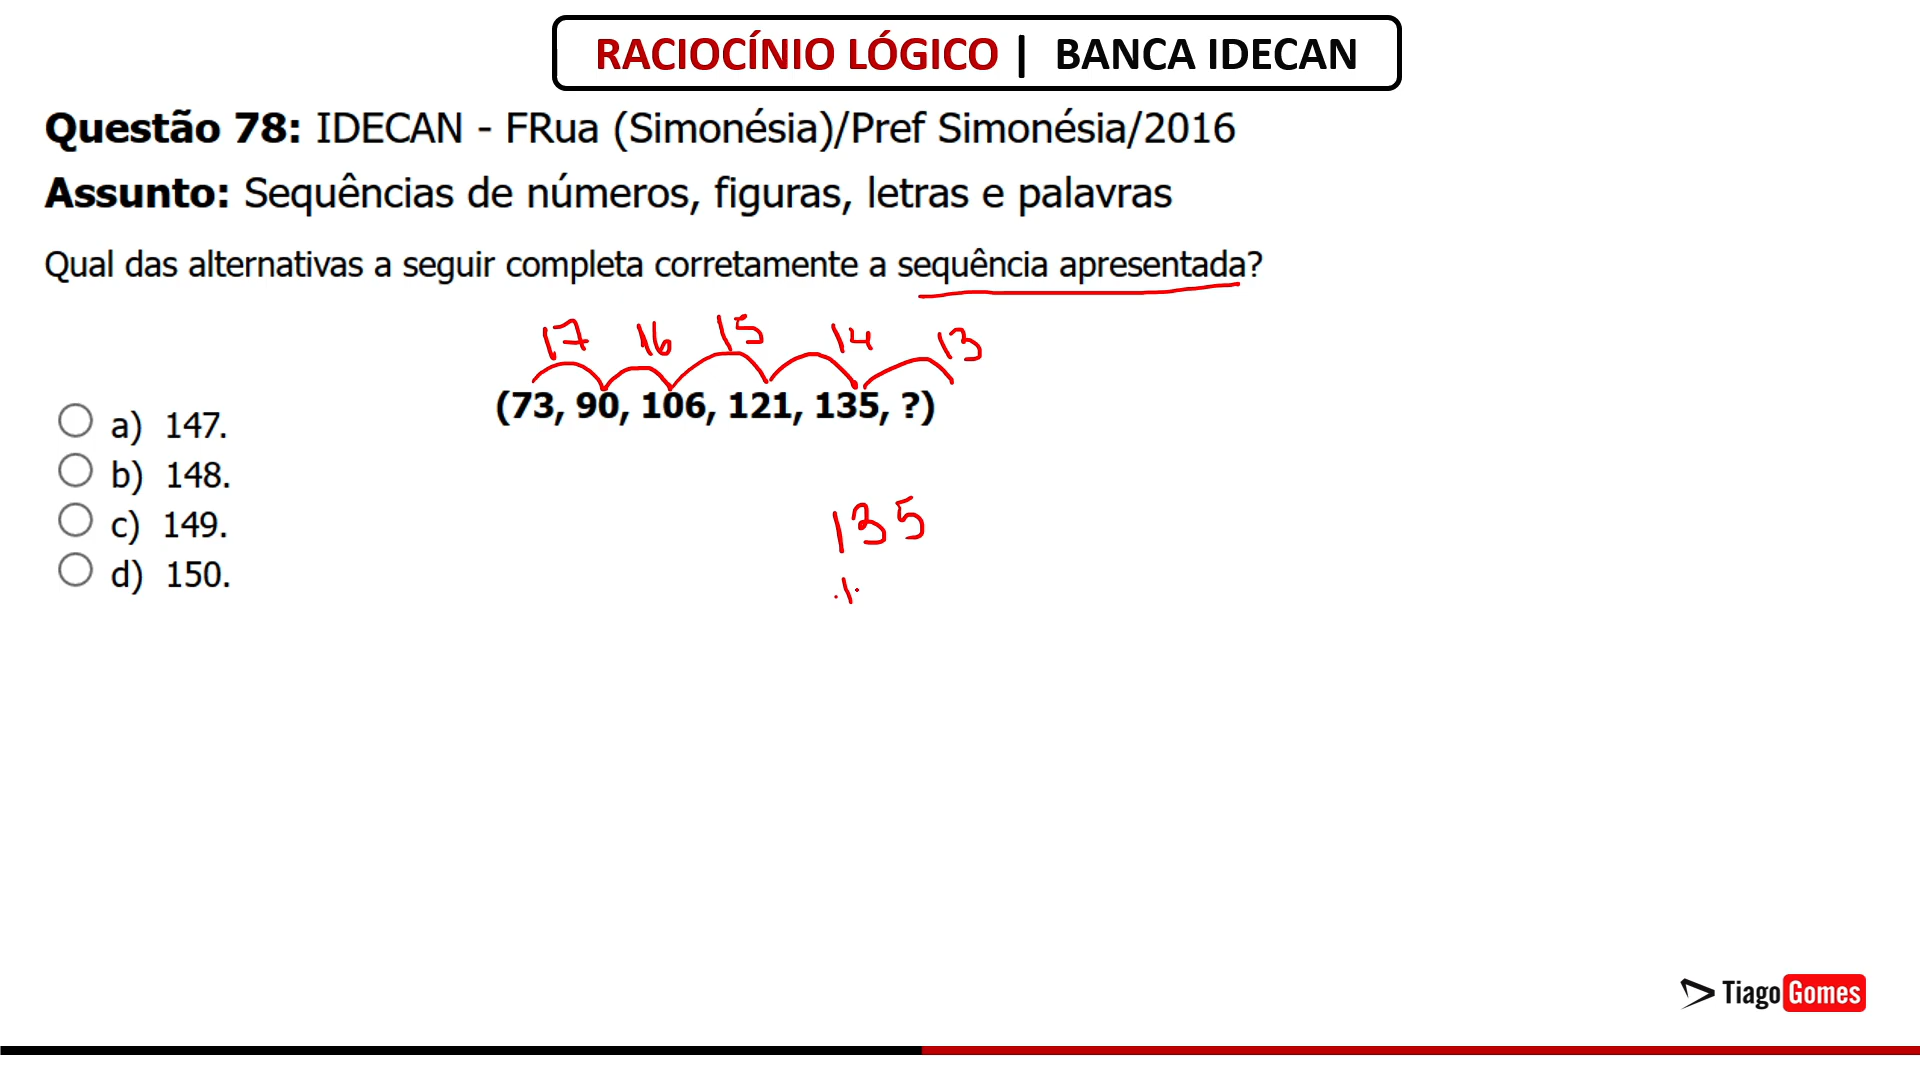 RACIOCÍNIO LÓGICO | BANCA IDECAN
Questão 78: IDECAN - FRua (Simonésia)/Pref Simonésia/2016
Assunto: Sequências de números, figuras, letras e palavras
Qual das alternativas a seguir completa corretamente a sequência apresentada?
17 16 15 14 13
(73, 90, 106, 121, 135, ?)
a) 147.
b) 148.
c) 149.
d) 150.
135
Tiago Gomes